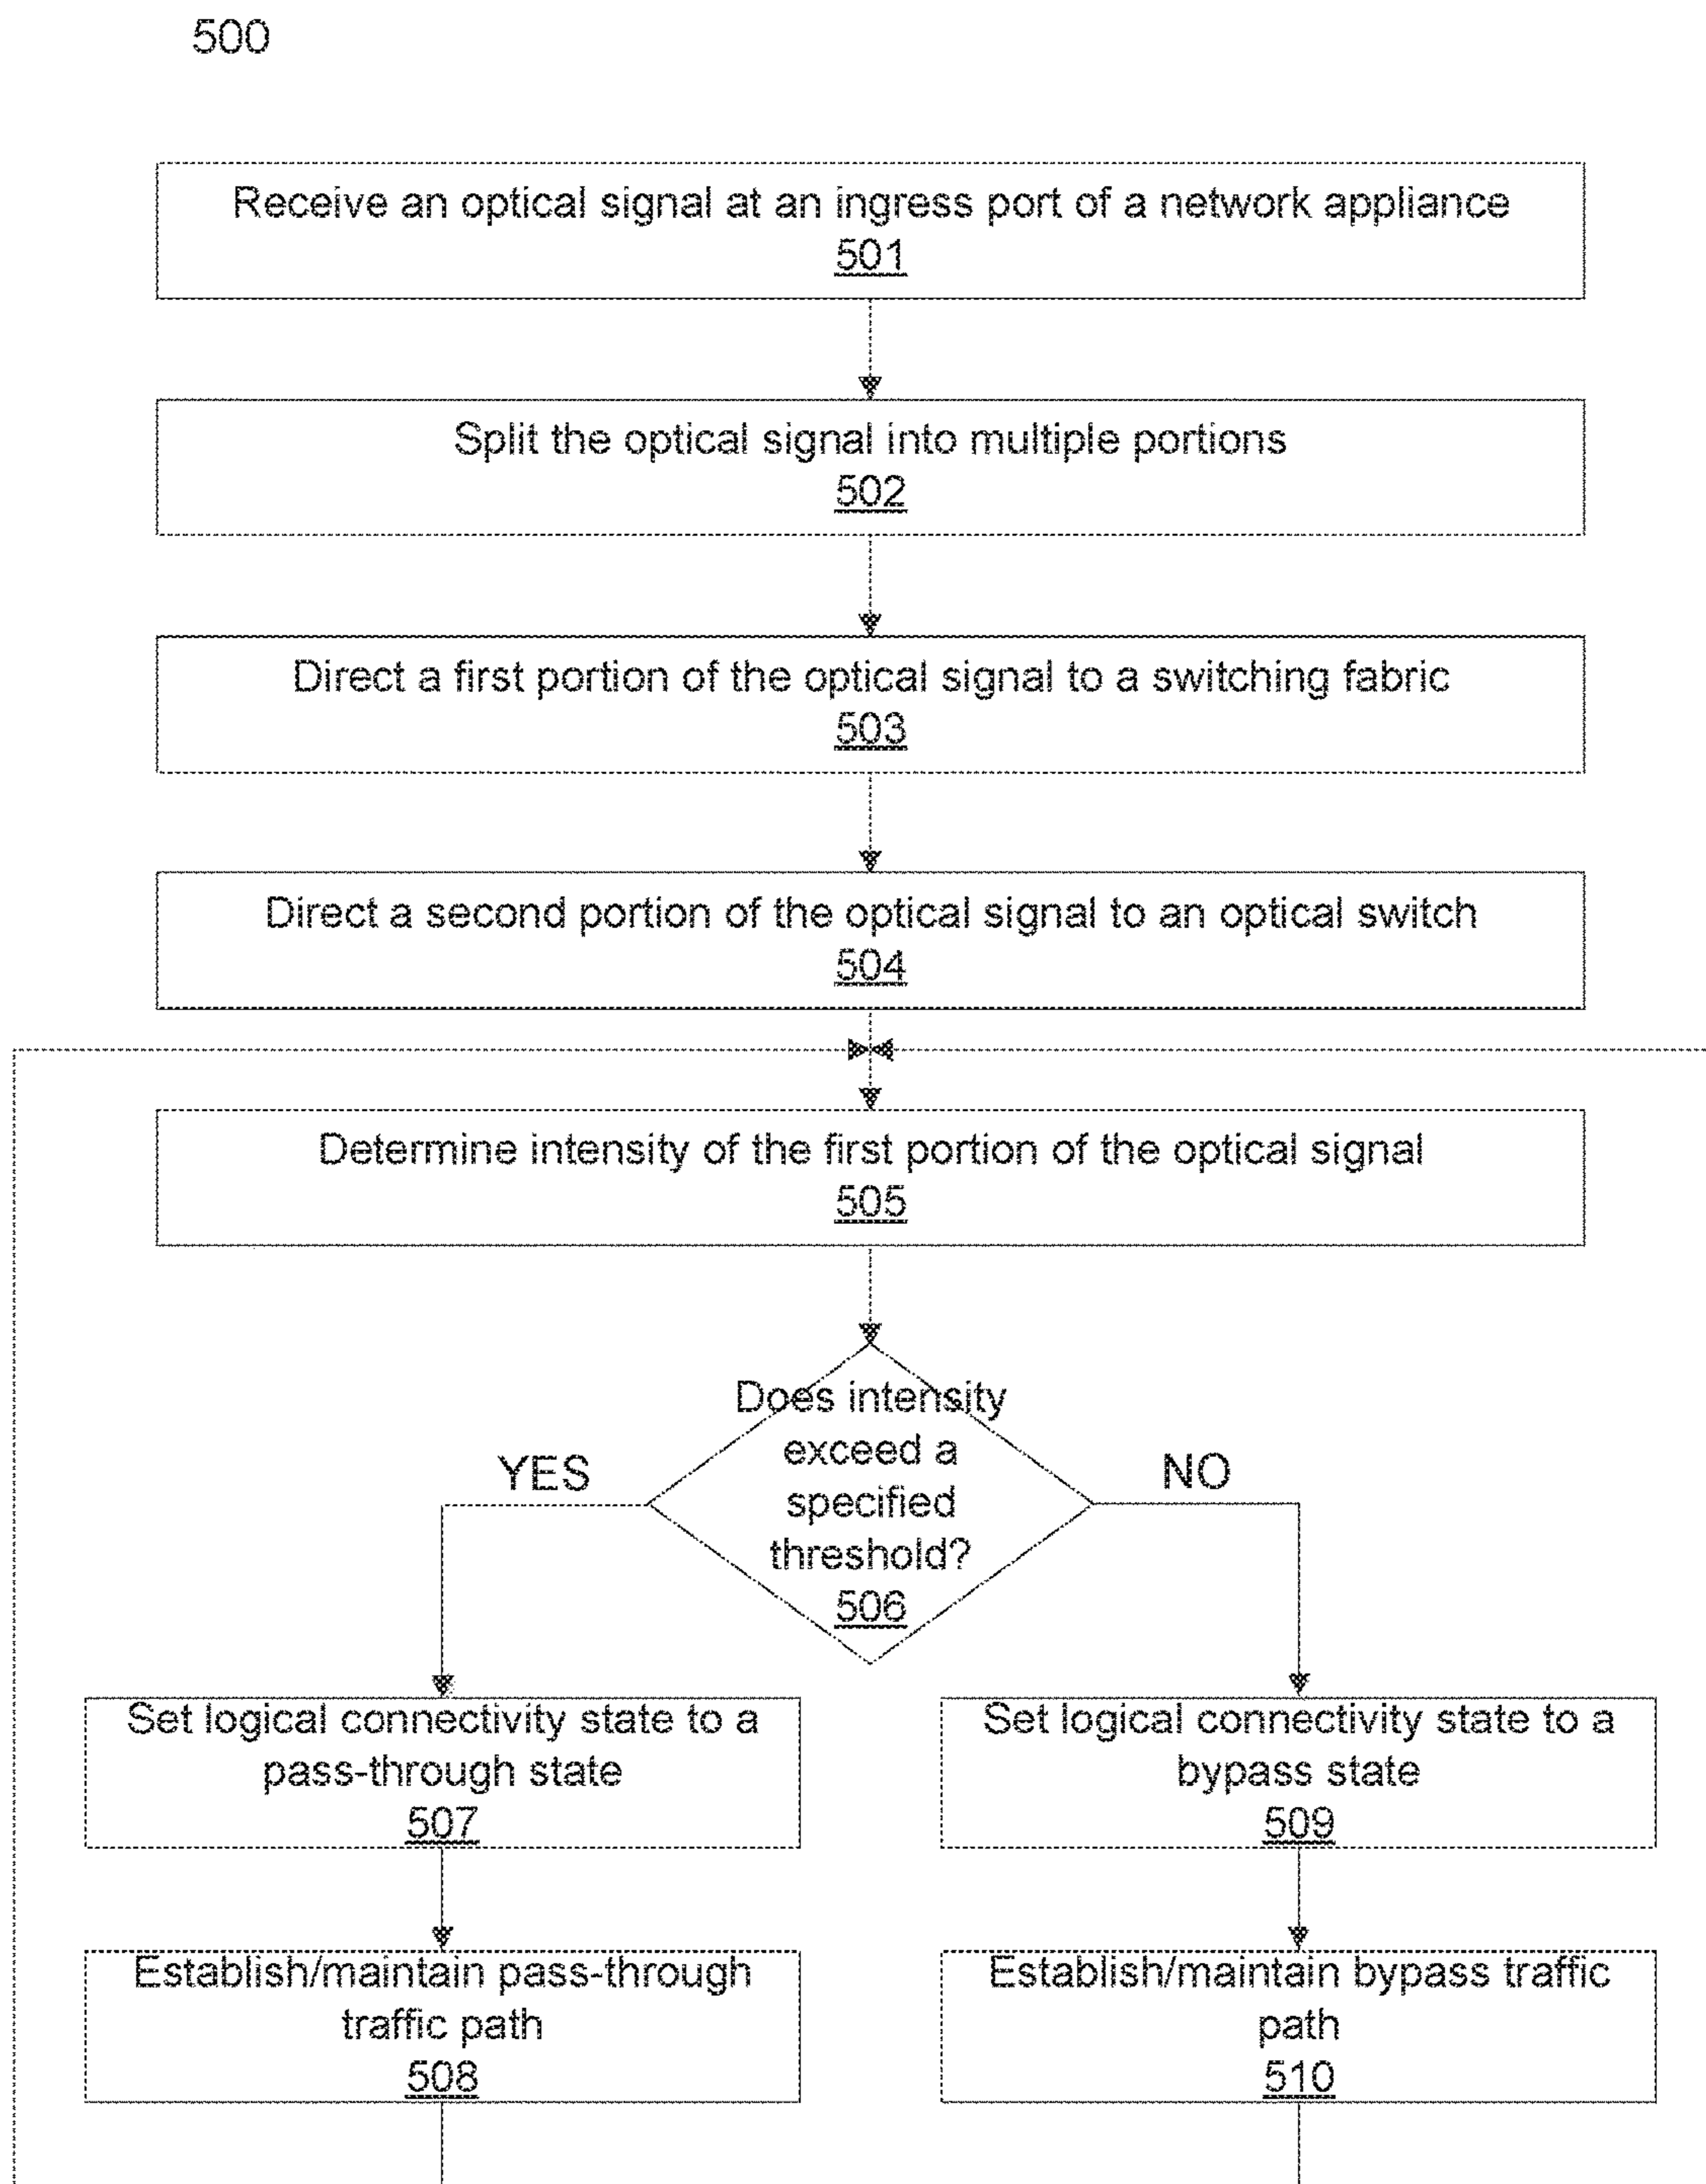 500
Receive an optical signal at an ingress port of a network appliance
501
Split the optical signal into multiple portions
502
Direct a first portion of the optical signal to a switching fabric
503
Direct a second portion of the optical signal to an optical switch
504
Determine intensity of the first portion of the optical signal
505
Does intensity
exceed a
specified
threshold?
506
YES
NO
Set logical connectivity state to a
pass-through state
507
Set logical connectivity state to a
bypass state
509
Establish/maintain pass-through
traffic path
508
Establish/maintain bypass traffic
path
510